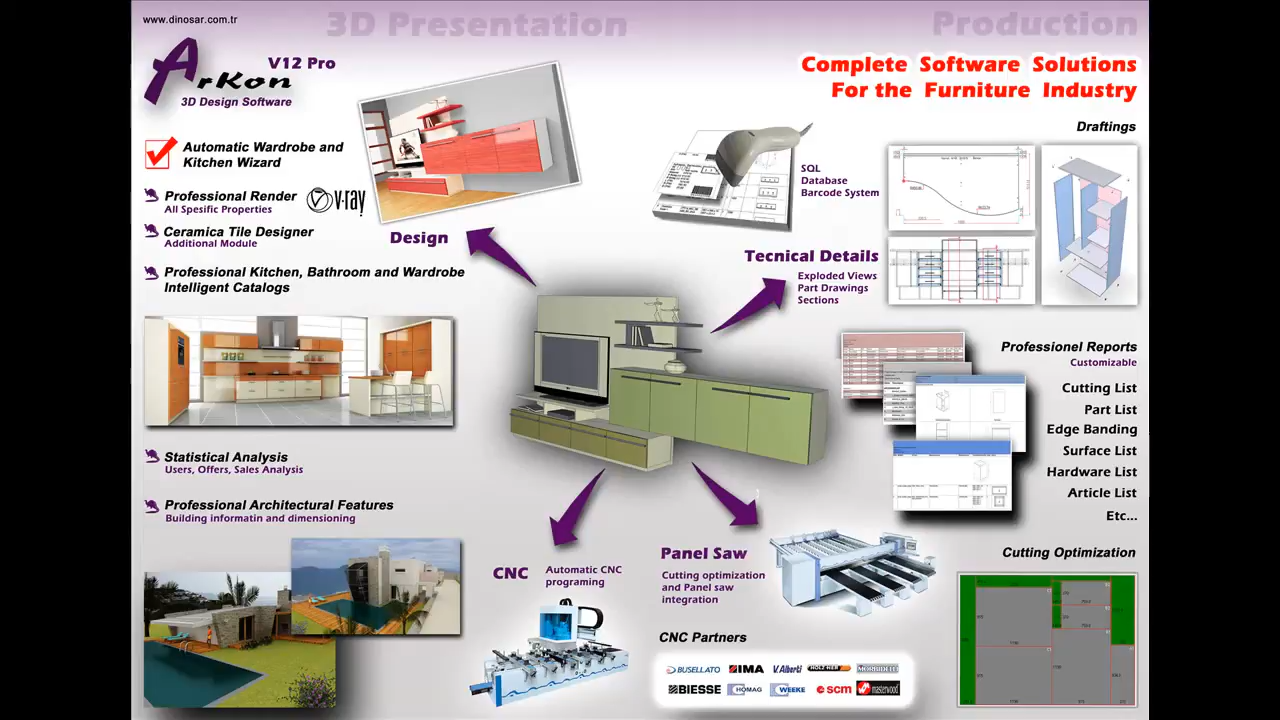 www.dinosar.com.tr
3D Presentation
Production
ArKon
V12 Pro
3D Design Software
Complete Software Solutions
For the Furniture Industry
Automatic Wardrobe and
Kitchen Wizard
Professional Render
All Spesific Properties
v·ray
Ceramica Tile Designer
Additional Module
Professional Kitchen, Bathroom and Wardrobe
Intelligent Catalogs
Design
SQL
Database
Barcode System
Draftings
Tecnical Details
Exploded Views
Part Drawings
Sections
Professionel Reports
Customizable
Cutting List
Part List
Edge Banding
Surface List
Hardware List
Article List
Etc...
Statistical Analysis
Users, Offers, Sales Analysis
Professional Architectural Features
Building informatin and dimensioning
CNC
Automatic CNC
programing
Panel Saw
Cutting optimization
and Panel saw
integration
Cutting Optimization
CNC Partners
BUSELLATO
IMA
V.Alberti
HOLZ-HER
MORBIDELLI
BIESSE
HOMAG
WEEKE
scm
masterwood